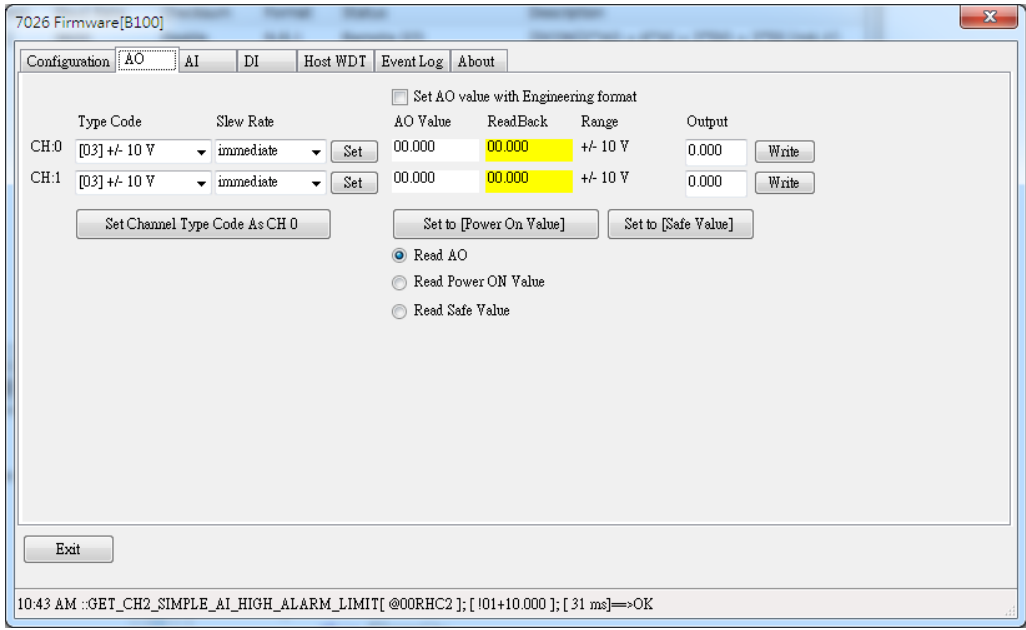 7026 Firmware[B100]
Configuration AO AI DI Host WDT Event Log About
Set AO value with Engineering format
Type Code Slew Rate AO Value ReadBack Range Output
CH:0 [03] +/- 10 V immediate Set 00.000 00.000 +/- 10 V 0.000 Write
CH:1 [03] +/- 10 V immediate Set 00.000 00.000 +/- 10 V 0.000 Write
Set Channel Type Code As CH 0 Set to [Power On Value] Set to [Safe Value]
Read AO
Read Power ON Value
Read Safe Value
Exit
10:43 AM ::GET_CH2_SIMPLE_AI_HIGH_ALARM_LIMIT[ @00RHC2 ]; [ !01+10.000 ]; [ 31 ms]==>OK